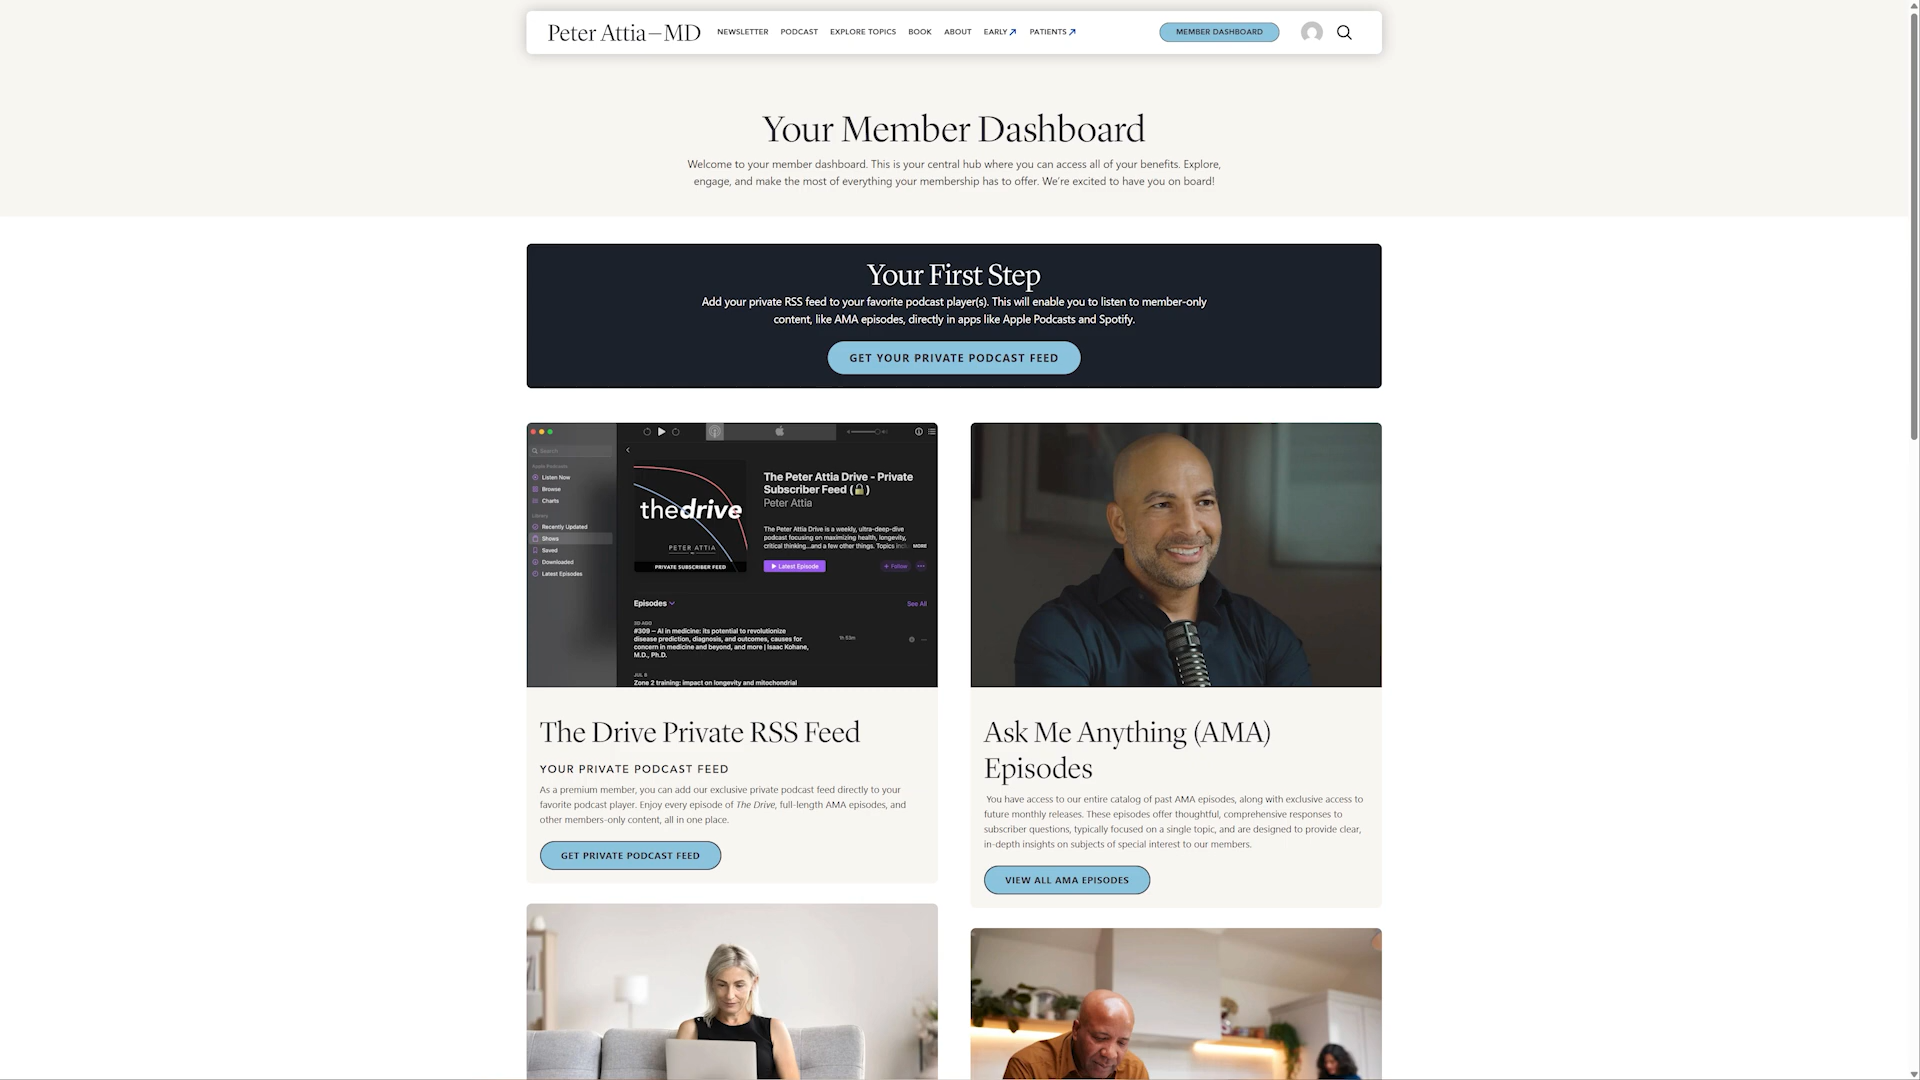 Peter Attia—MD
NEWSLETTER
PODCAST
EXPLORE TOPICS
BOOK
ABOUT
EARLY
PATIENTS
MEMBER DASHBOARD
Your Member Dashboard
Welcome to your member dashboard. This is your central hub where you can access all of your benefits. Explore,
engage, and make the most of everything your membership has to offer. We're excited to have you on board!
Your First Step
Add your private RSS feed to your favorite podcast player(s). This will enable you to listen to member-only
content, like AMA episodes, directly in apps like Apple Podcasts and Spotify.
GET YOUR PRIVATE PODCAST FEED
Search
Apple Podcasts
Listen Now
Browse
Charts
Library
Recently Updated
Shows
Saved
Downloaded
Latest Episodes
thedrive
PETER ATTIA
PRIVATE SUBSCRIBER FEED
The Peter Attia Drive - Private
Subscriber Feed (🔒)
Peter Attia
The Peter Attia Drive is a weekly, ultra-deep-dive
podcast focusing on maximizing health, longevity,
critical thinking...and a few other things. Topics
MORE
Latest Episode
+ Follow
Episodes
See All
2D AGO
#309 – AI in medicine: its potential to revolutionize
disease prediction, diagnosis, and outcomes, causes for
concern in medicine and beyond, and more | Isaac Kohane,
M.D., Ph.D.
JUL 8
Zone 2 training: impact on longevity and mitochondrial
The Drive Private RSS Feed
YOUR PRIVATE PODCAST FEED
As a premium member, you can add our exclusive private podcast feed directly to your
favorite podcast player. Enjoy every episode of The Drive, full-length AMA episodes, and
other members-only content, all in one place.
GET PRIVATE PODCAST FEED
Ask Me Anything (AMA)
Episodes
You have access to our entire catalog of past AMA episodes, along with exclusive access to
future monthly releases. These episodes offer thoughtful, comprehensive responses to
subscriber questions, typically focused on a single topic, and are designed to provide clear,
in-depth insights on subjects of special interest to our members.
VIEW ALL AMA EPISODES